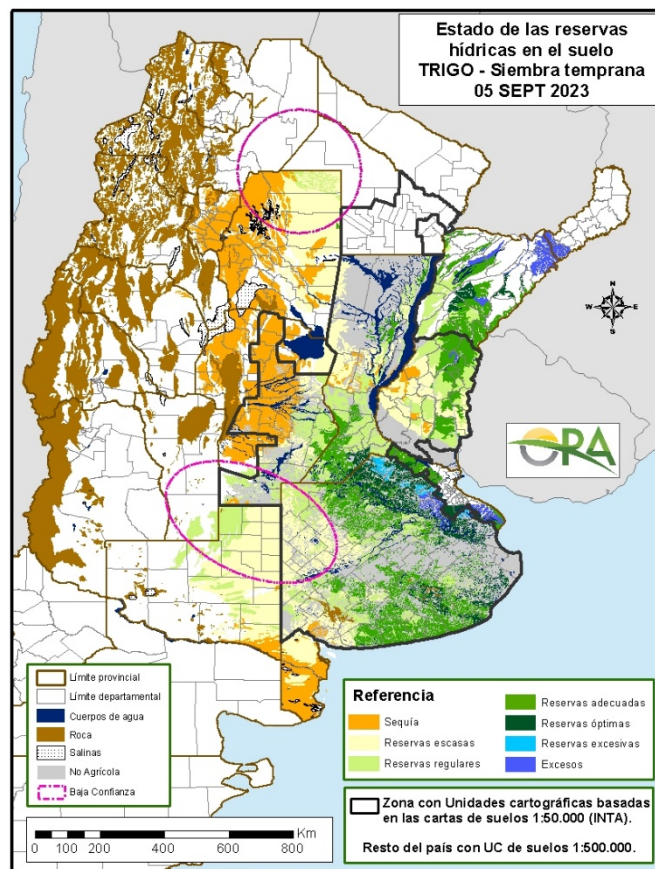 Estado de las reservas
hídricas en el suelo
TRIGO - Siembra temprana
05 SEPT 2023
N
W E
S
ORA
Límite provincial
Límite departamental
Cuerpos de agua
Roca
Salinas
No Agrícola
Baja Confianza
Referencia
Sequía
Reservas escasas
Reservas regulares
Reservas adecuadas
Reservas óptimas
Reservas excesivas
Excesos
Km
0 100 200 400 600 800
Zona con Unidades cartográficas basadas
en las cartas de suelos 1:50.000 (INTA).
Resto del país con UC de suelos 1:500.000.